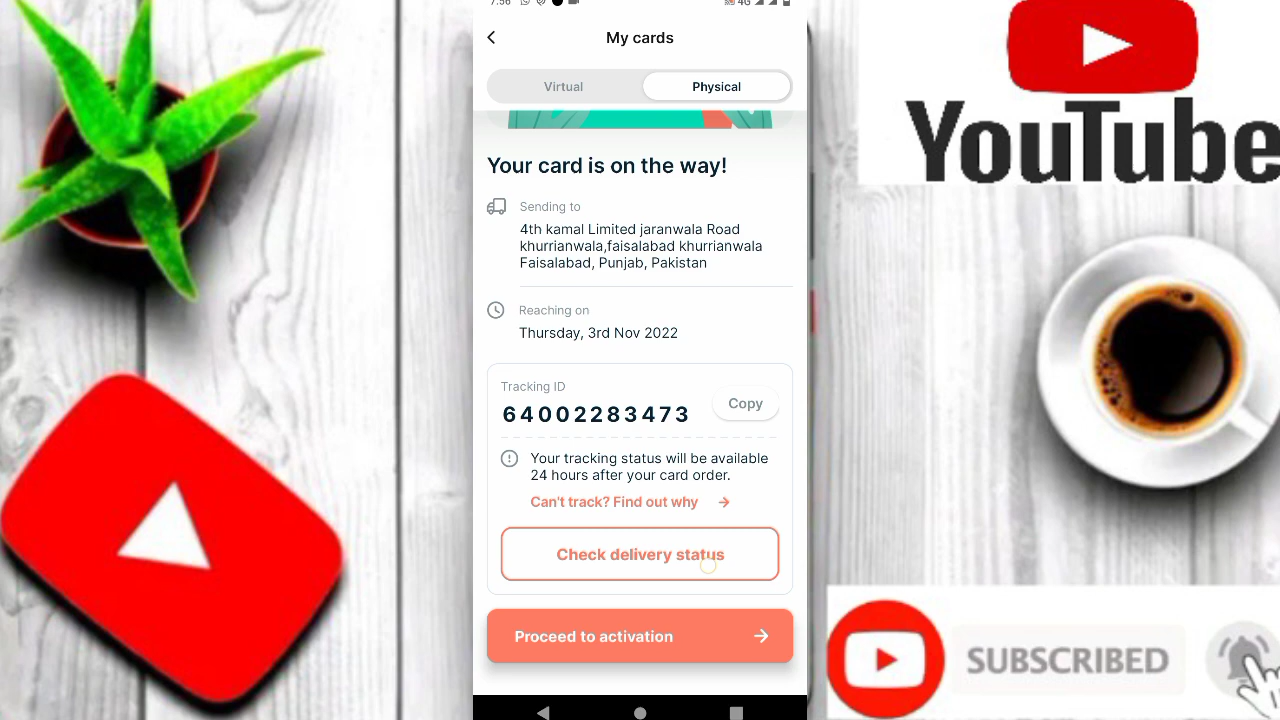 7:56
4G
My cards
Virtual
Physical
Your card is on the way!
Sending to
4th kamal Limited jaranwala Road
khurrianwala,faisalabad khurrianwala
Faisalabad, Punjab, Pakistan
Reaching on
Thursday, 3rd Nov 2022
Tracking ID
64002283473
Copy
Your tracking status will be available
24 hours after your card order.
Can't track? Find out why
Check delivery status
Proceed to activation
YouTube
SUBSCRIBED